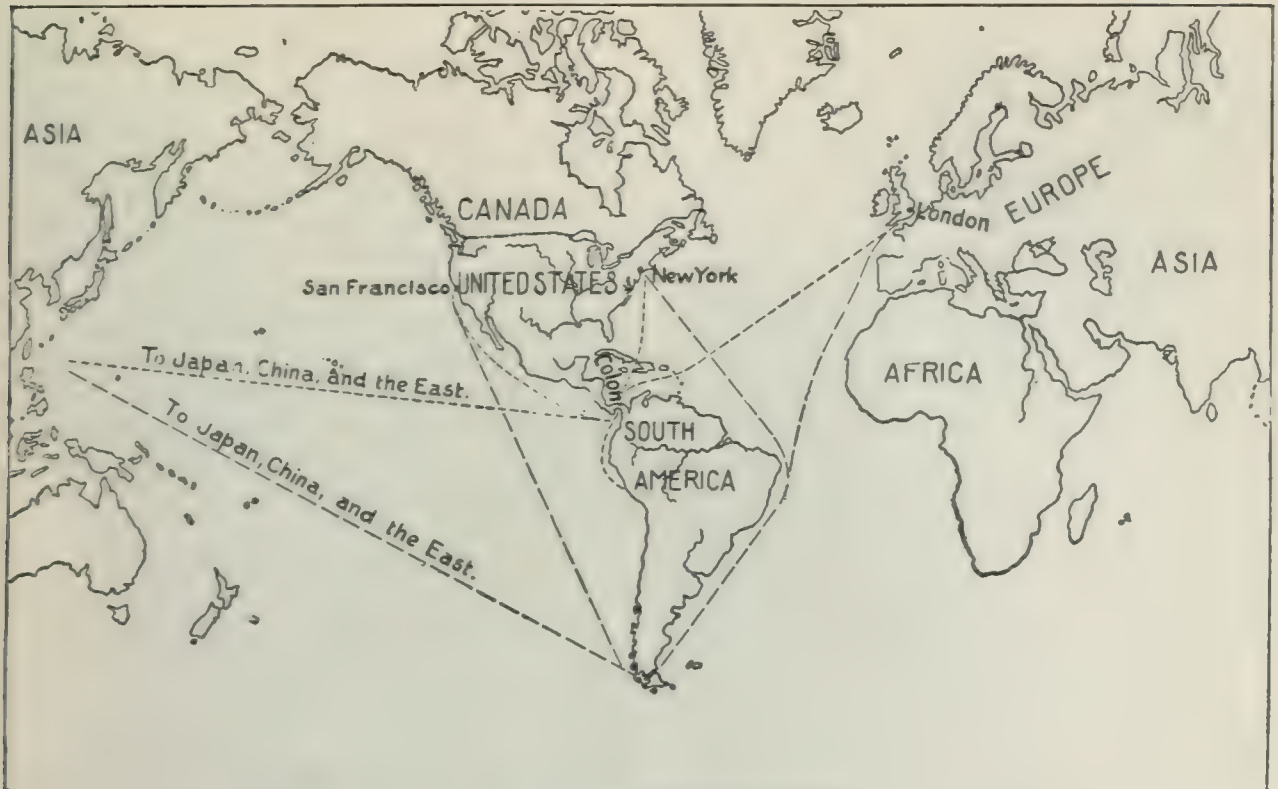 ASIA
CANADA
London
EUROPE
ASIA
San Francisco
UNITED STATES
New York
To Japan, China, and the East.
Colon
AFRICA
To Japan, China, and the East.
SOUTH
AMERICA